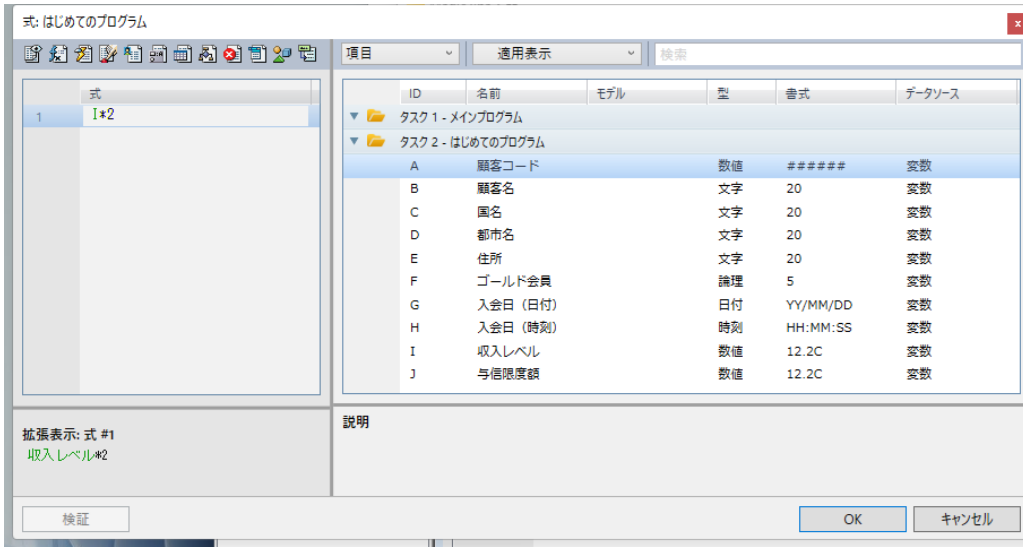 式: はじめてのプログラム
x
項目 適用表示 検索
式
1 I*2
ID 名前 モデル 型 書式 データソース
タスク 1 - メインプログラム
タスク 2 - はじめてのプログラム
A 顧客コード 数値 ###### 変数
B 顧客名 文字 20 変数
C 国名 文字 20 変数
D 都市名 文字 20 変数
E 住所 文字 20 変数
F ゴールド会員 論理 5 変数
G 入会日（日付） 日付 YY/MM/DD 変数
H 入会日（時刻） 時刻 HH:MM:SS 変数
I 収入レベル 数値 12.2C 変数
J 与信限度額 数値 12.2C 変数
拡張表示: 式 #1
収入レベル*2
説明
検証 OK キャンセル